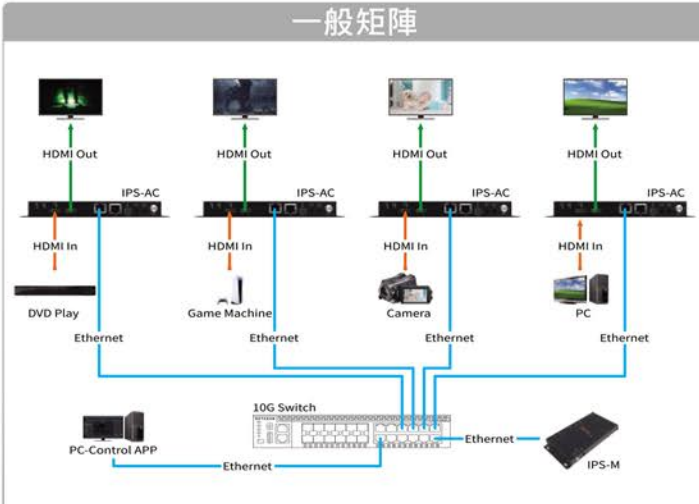 一般矩陣
HDMI Out
HDMI Out
HDMI Out
HDMI Out
IPS-AC
IPS-AC
IPS-AC
IPS-AC
HDMI In
HDMI In
HDMI In
HDMI In
DVD Play
Game Machine
Camera
PC
Ethernet
Ethernet
Ethernet
Ethernet
10G Switch
PC-Control APP
Ethernet
Ethernet
IPS-M